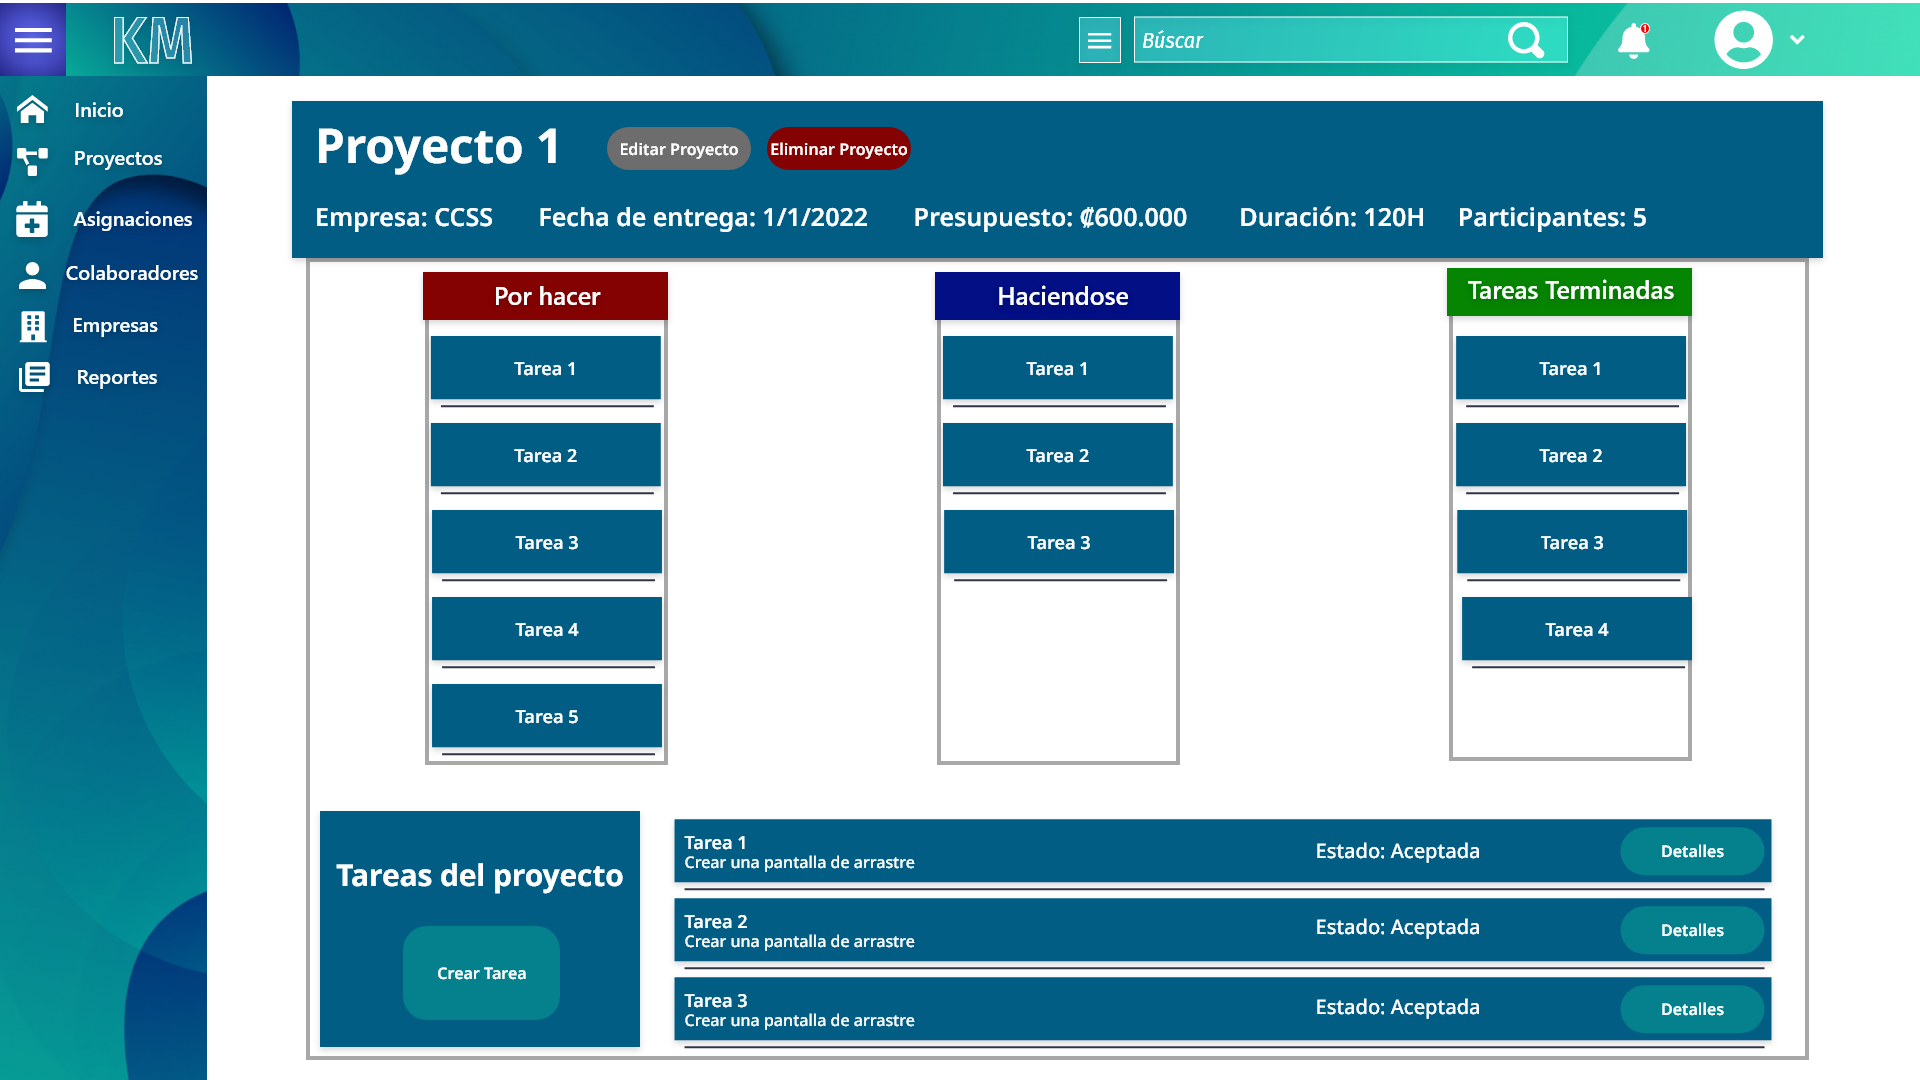 KM
Búscar
1
Inicio
Proyectos
Asignaciones
Colaboradores
Empresas
Reportes
Proyecto 1
Editar Proyecto
Eliminar Proyecto
Empresa: CCSS
Fecha de entrega: 1/1/2022
Presupuesto: ₡600.000
Duración: 120H
Participantes: 5
Por hacer
Tarea 1
Tarea 2
Tarea 3
Tarea 4
Tarea 5
Haciendose
Tarea 1
Tarea 2
Tarea 3
Tareas Terminadas
Tarea 1
Tarea 2
Tarea 3
Tarea 4
Tareas del proyecto
Crear Tarea
Tarea 1
Crear una pantalla de arrastre
Estado: Aceptada
Detalles
Tarea 2
Crear una pantalla de arrastre
Estado: Aceptada
Detalles
Tarea 3
Crear una pantalla de arrastre
Estado: Aceptada
Detalles